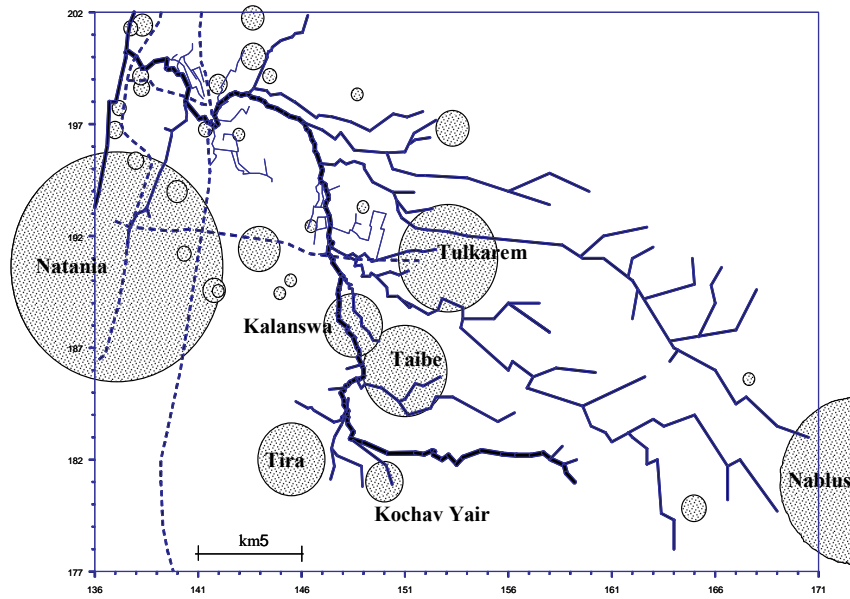 202
197
192
Tulkarem
Natania
Kalanswa
187
Taibe
182
Tira
Nablus
Kochav Yair
km5
177
136 141 146 151 156 161 166 171